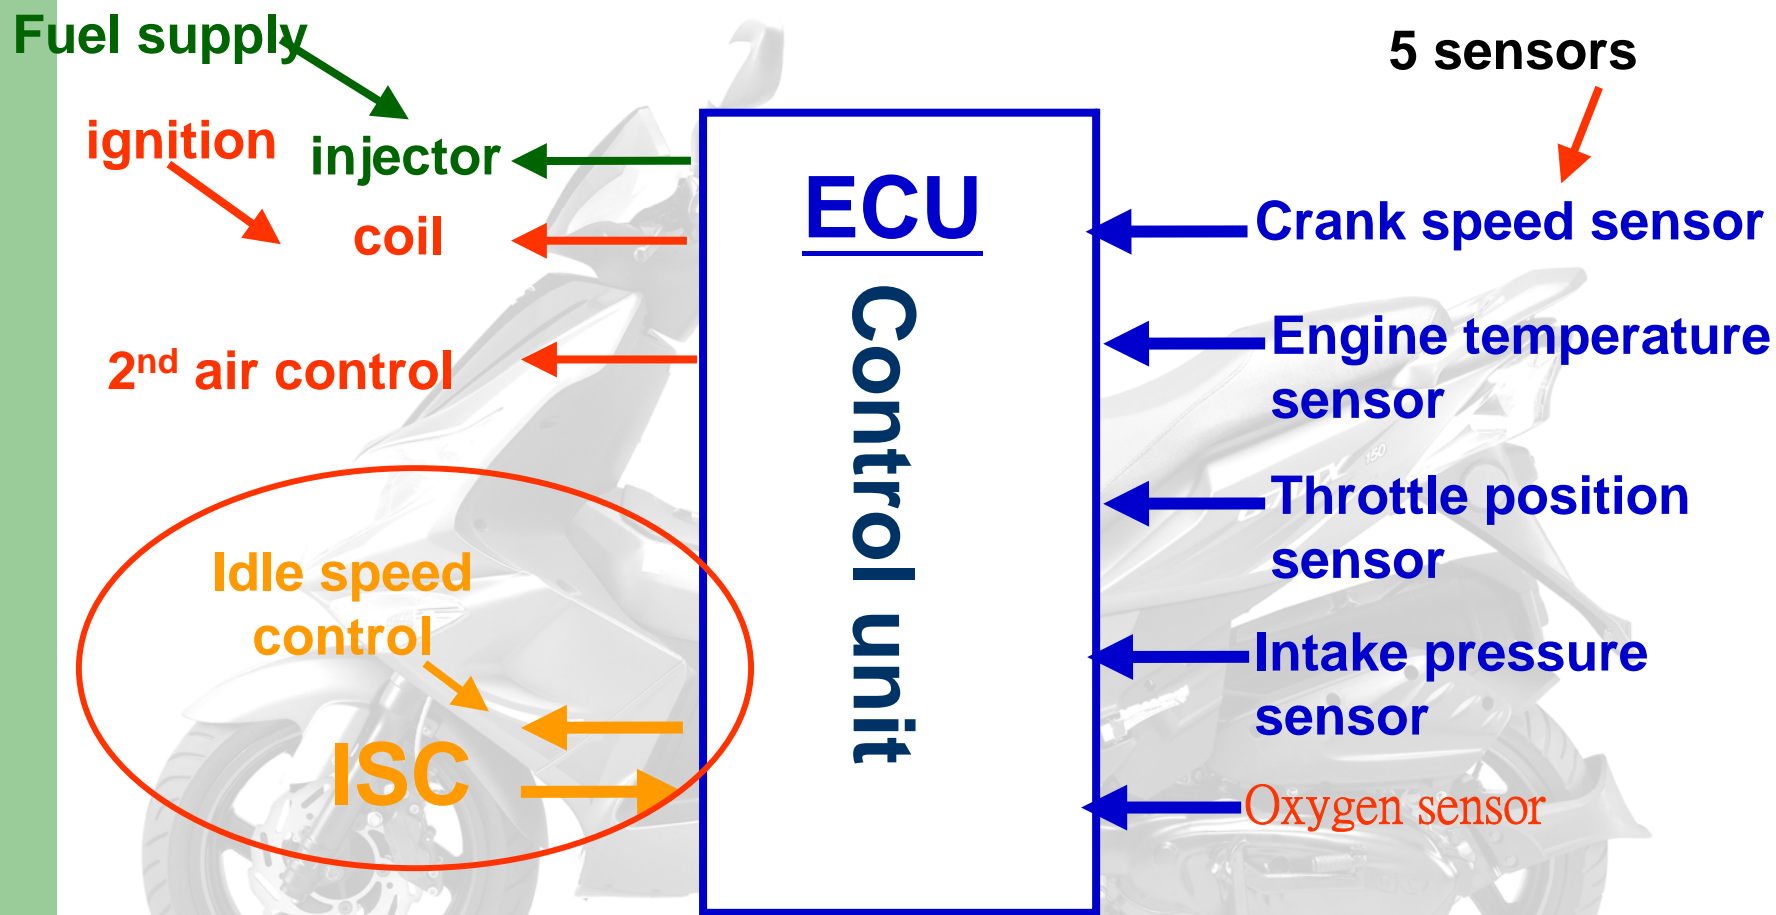 Fuel supply
5 sensors
ignition
injector
coil
ECU
Control unit
Crank speed sensor
2nd air control
Engine temperature
sensor
150
Throttle position
sensor
Idle speed
control
ISC
Intake pressure
sensor
Oxygen sensor